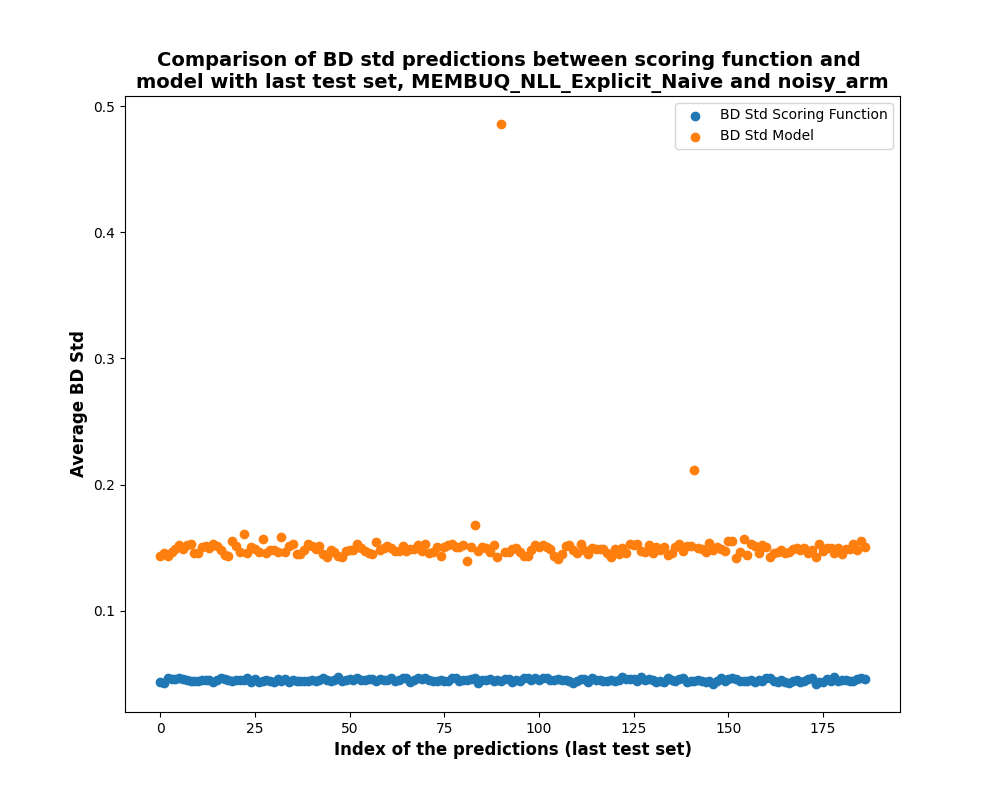 Comparison of BD std predictions between scoring function and
model with last test set, MEMBUQ_NLL_Explicit_Naive and noisy_arm
BD Std Scoring Function
BD Std Model
0.5
0.4
0.3
0.2
0.1
Average BD Std
0 25 50 75 100 125 150 175
Index of the predictions (last test set)